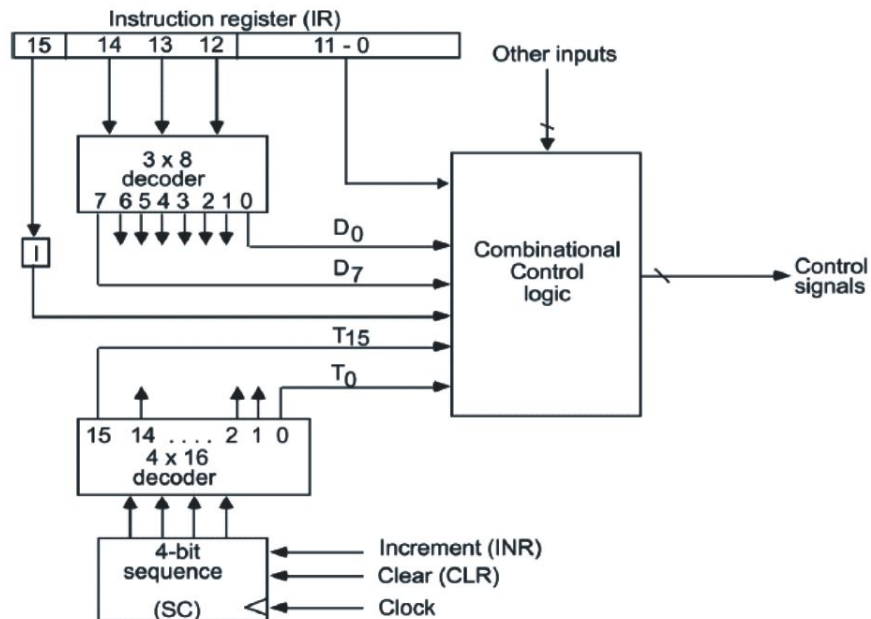 Instruction register (IR)
15 14 13 12 11 - 0
Other inputs
3 x 8
decoder
7 6 5 4 3 2 1 0
D0
I
D7
Combinational
Control
logic
Control
signals
T15
T0
15 14 .... 2 1 0
4 x 16
decoder
4-bit
sequence
(SC)
Increment (INR)
Clear (CLR)
Clock